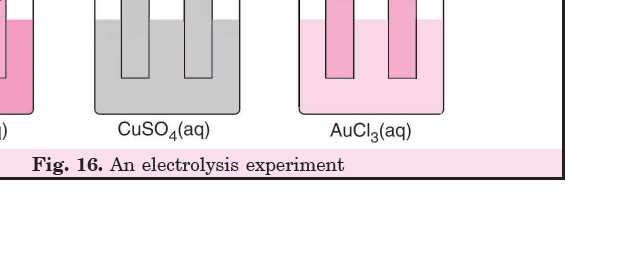 ) CuSO₄(aq) AuCl₃(aq)
Fig. 16. An electrolysis experiment